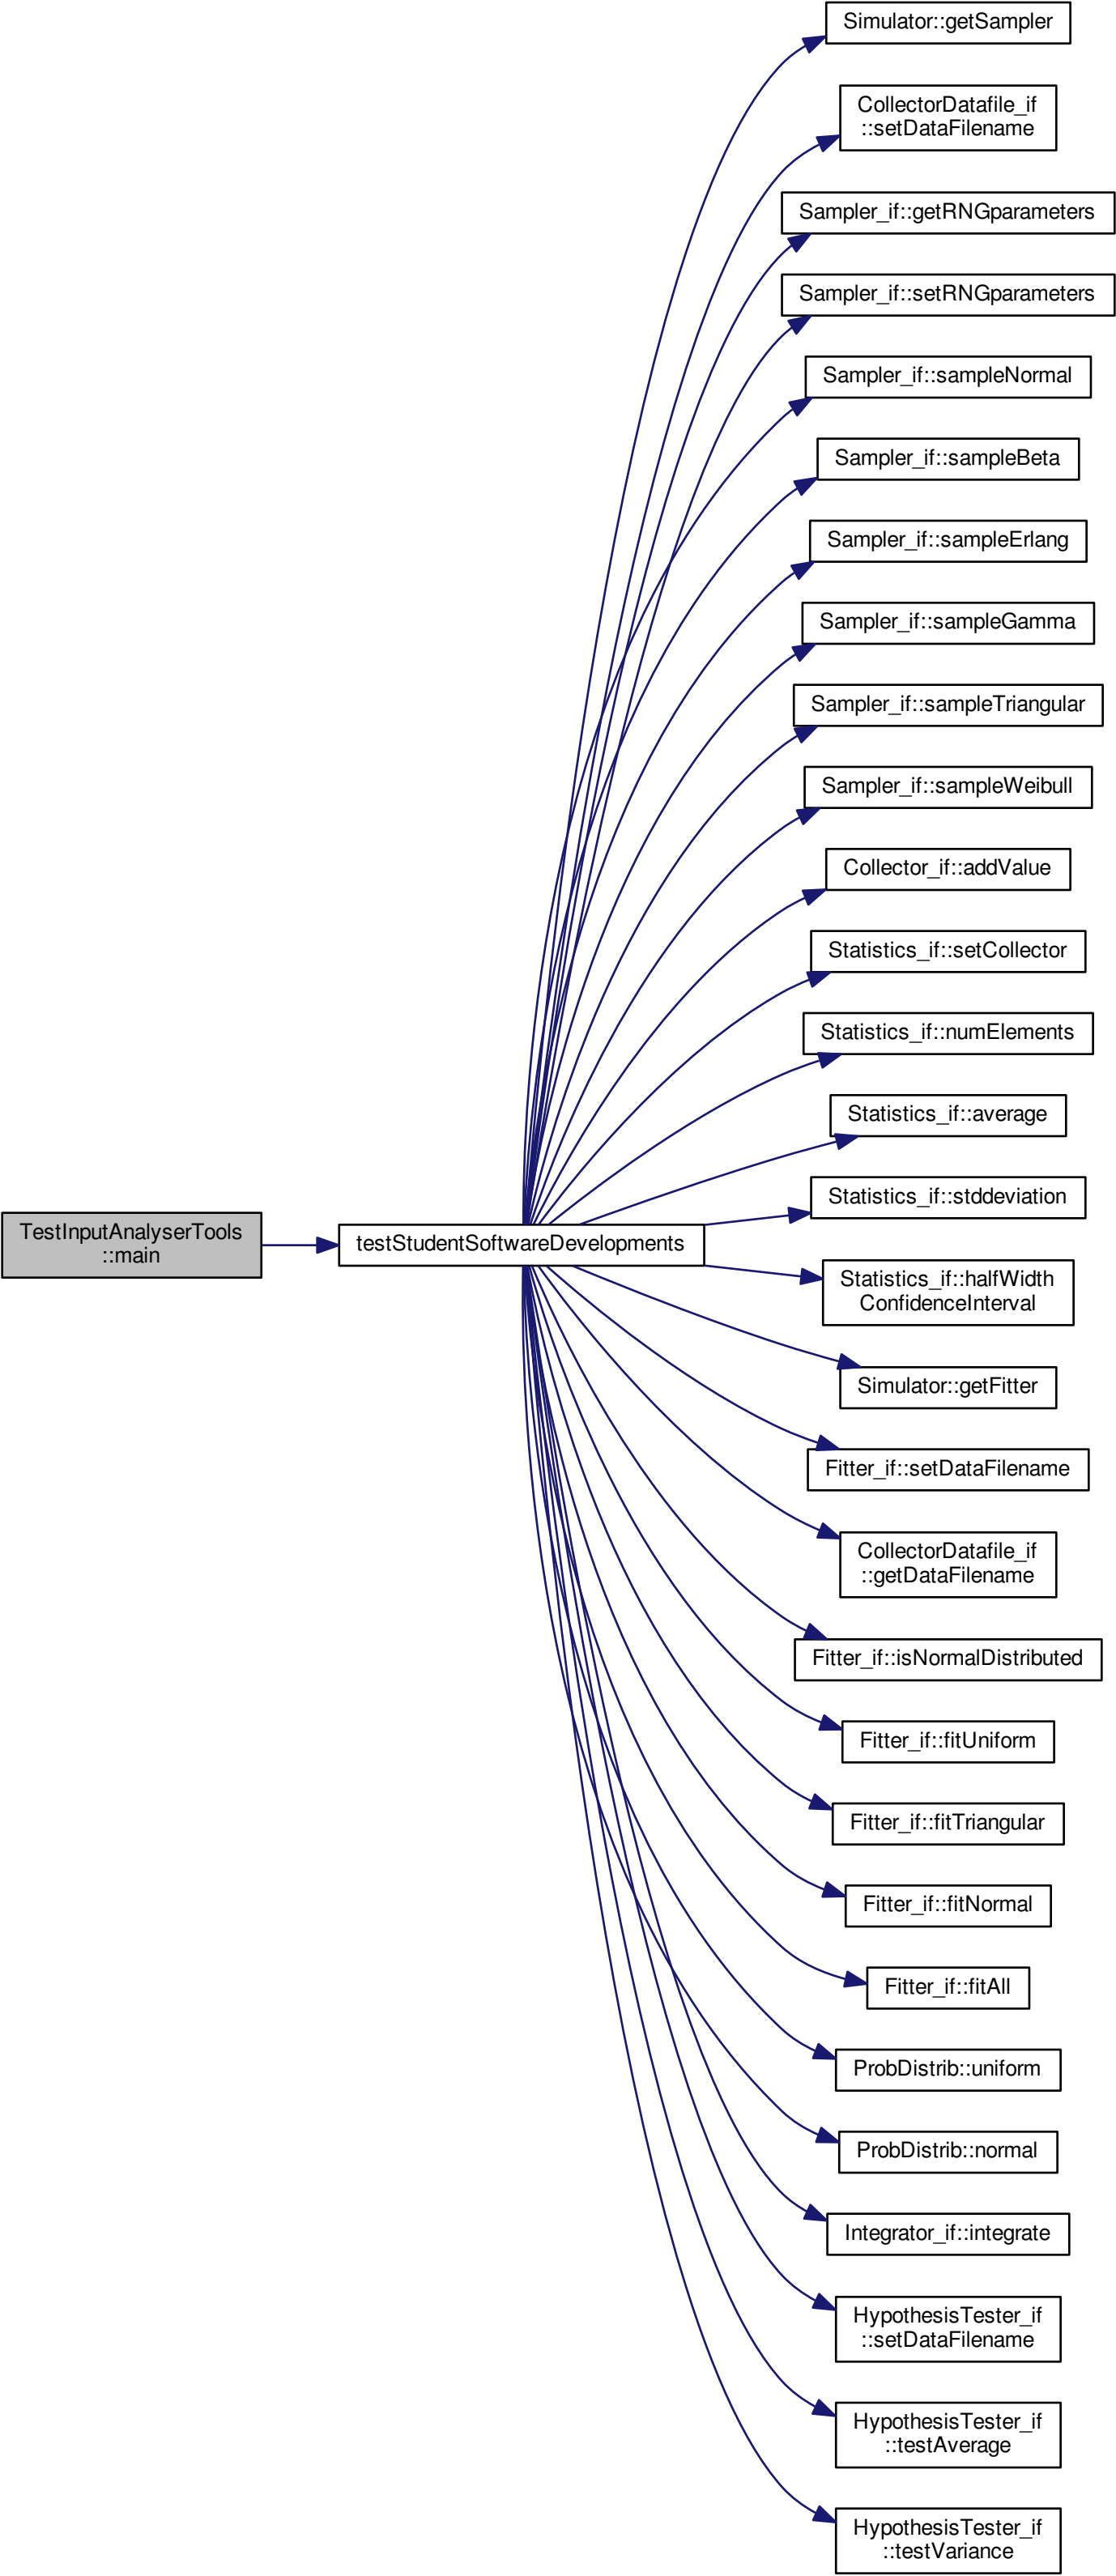 TestInputAnalyserTools
::main
testStudentSoftwareDevelopments
Simulator::getSampler
CollectorDatafile_if
::setDataFilename
Sampler_if::getRNGparameters
Sampler_if::setRNGparameters
Sampler_if::sampleNormal
Sampler_if::sampleBeta
Sampler_if::sampleErlang
Sampler_if::sampleGamma
Sampler_if::sampleTriangular
Sampler_if::sampleWeibull
Collector_if::addValue
Statistics_if::setCollector
Statistics_if::numElements
Statistics_if::average
Statistics_if::stddeviation
Statistics_if::halfWidth
ConfidenceInterval
Simulator::getFitter
Fitter_if::setDataFilename
CollectorDatafile_if
::getDataFilename
Fitter_if::isNormalDistributed
Fitter_if::fitUniform
Fitter_if::fitTriangular
Fitter_if::fitNormal
Fitter_if::fitAll
ProbDistrib::uniform
ProbDistrib::normal
Integrator_if::integrate
HypothesisTester_if
::setDataFilename
HypothesisTester_if
::testAverage
HypothesisTester_if
::testVariance